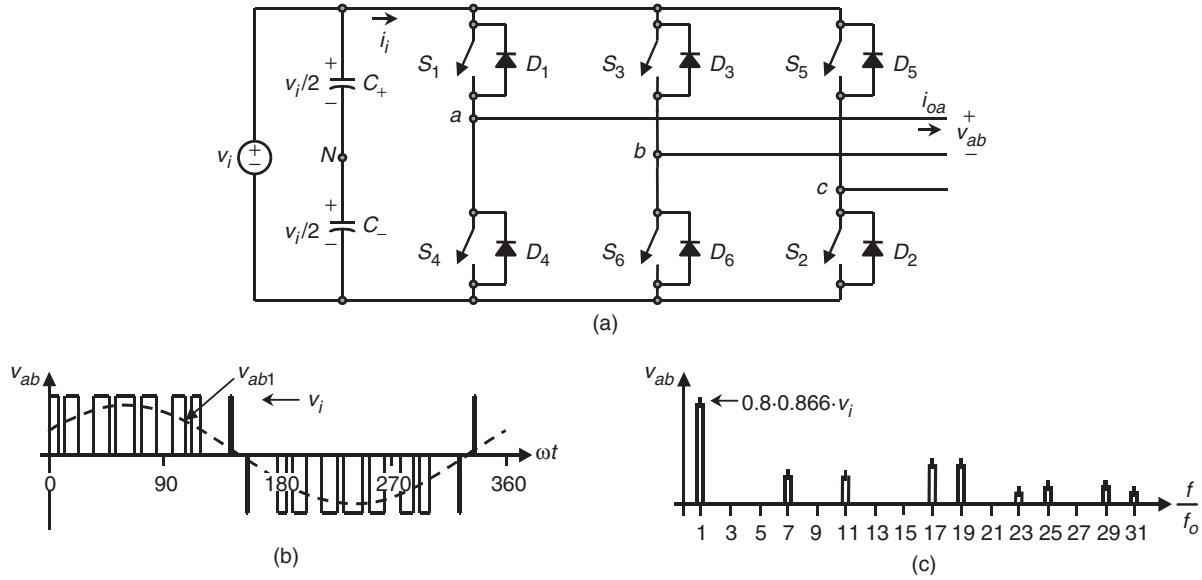 i_i
S_1 D_1 S_3 D_3 S_5 D_5
+
v_i/2 C_+
−
a
i_oa
+
v_ab
−
v_i + −
N
b
c
+
v_i/2 C_−
−
S_4 D_4 S_6 D_6 S_2 D_2
(a)
v_ab v_ab1
v_i
ωt
0 90 180 270 360
(b)
v_ab
0.8·0.866·v_i
f/f_o
1 3 5 7 9 11 13 15 17 19 21 23 25 27 29 31
(c)